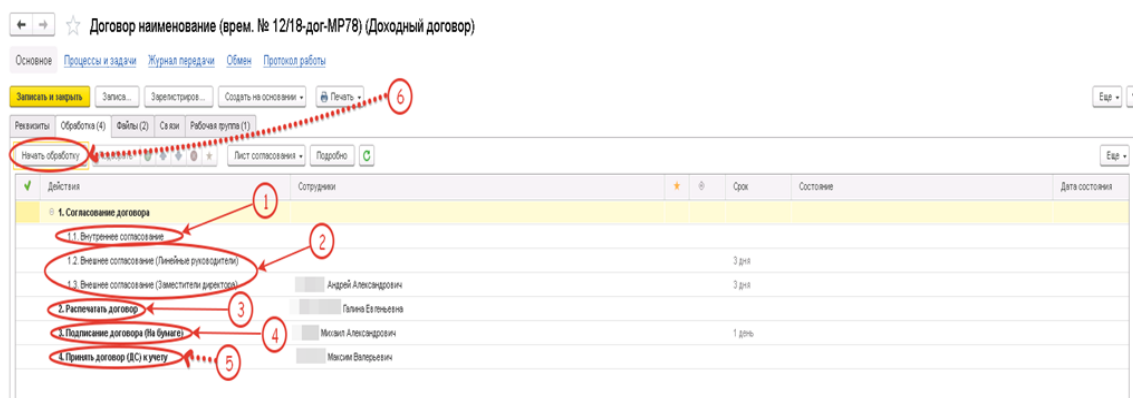 Договор наименование (врем. № 12/18-дог-МР78) (Доходный договор)
Основное Процессы и задачи Журнал передачи Обмен Протокол работы
Записать и закрыть Записа... Зарегистриров... Создать на основании Печать Еще
6
Реквизиты Обработка (4) Файлы (2) Связи Рабочая группа (1)
Начать обработку Лист согласования Подробно Еще
Действия Сотрудники Срок Состояние Дата состояния
1. Согласование договора
1
1.1. Внутреннее согласование
2
1.2. Внешнее согласование (Линейные руководители) 3 дня
1.3. Внешнее согласование (Заместители директора) Андрей Александрович 3 дня
2. Распечатать договор 3 Галина Евгеньевна
3. Подписание договора (На бумаге) 4 Михаил Александрович 1 день
4. Принять договор (ДС) к учету 5 Максим Валерьевич